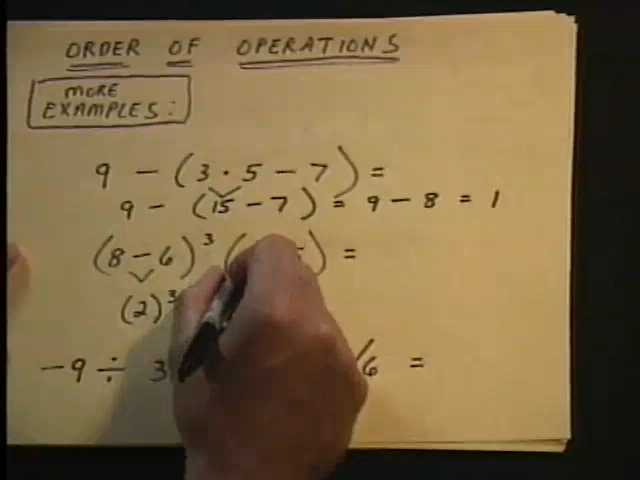 ORDER OF OPERATIONS
MORE
EXAMPLES:
9 - (3 · 5 - 7) =
9 - (15 - 7) = 9 - 8 = 1
(8 - 6)³ ( ) =
(2)³
-9 ÷ 3 /6 =